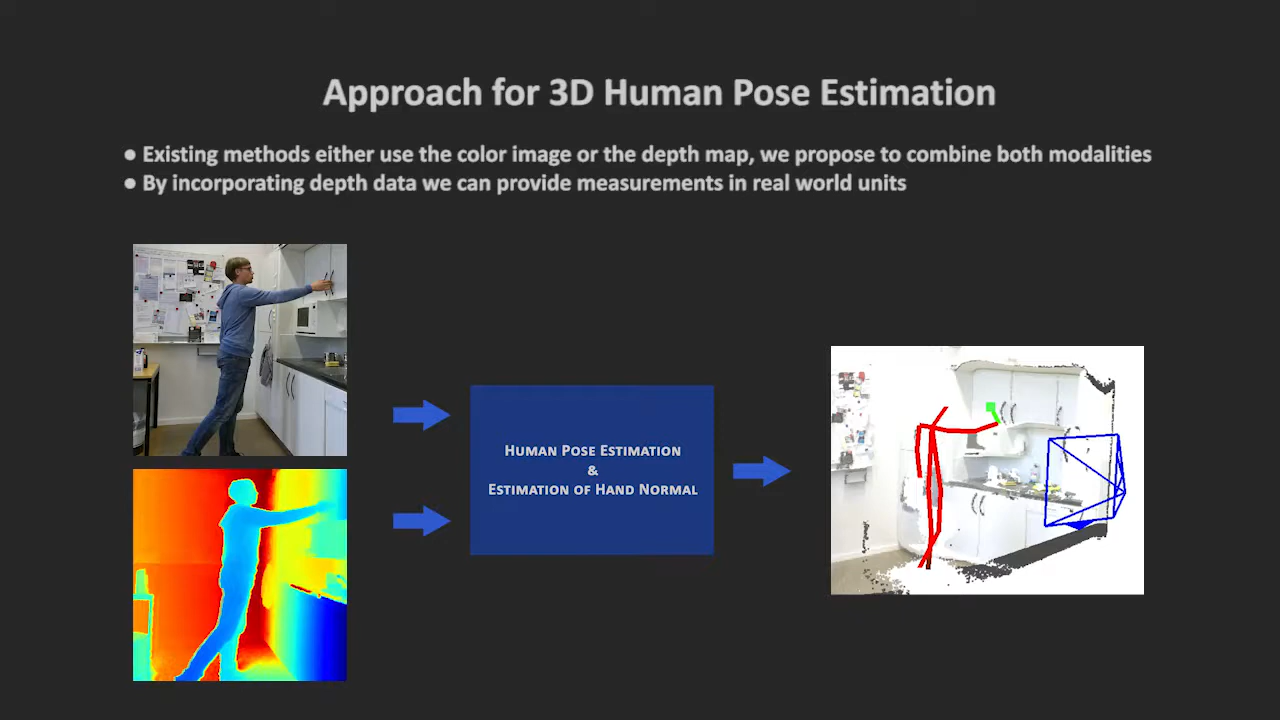 Approach for 3D Human Pose Estimation
● Existing methods either use the color image or the depth map, we propose to combine both modalities
● By incorporating depth data we can provide measurements in real world units
Human Pose Estimation
&
Estimation of Hand Normal